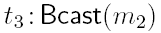 t₃ : Bcast(m₂)